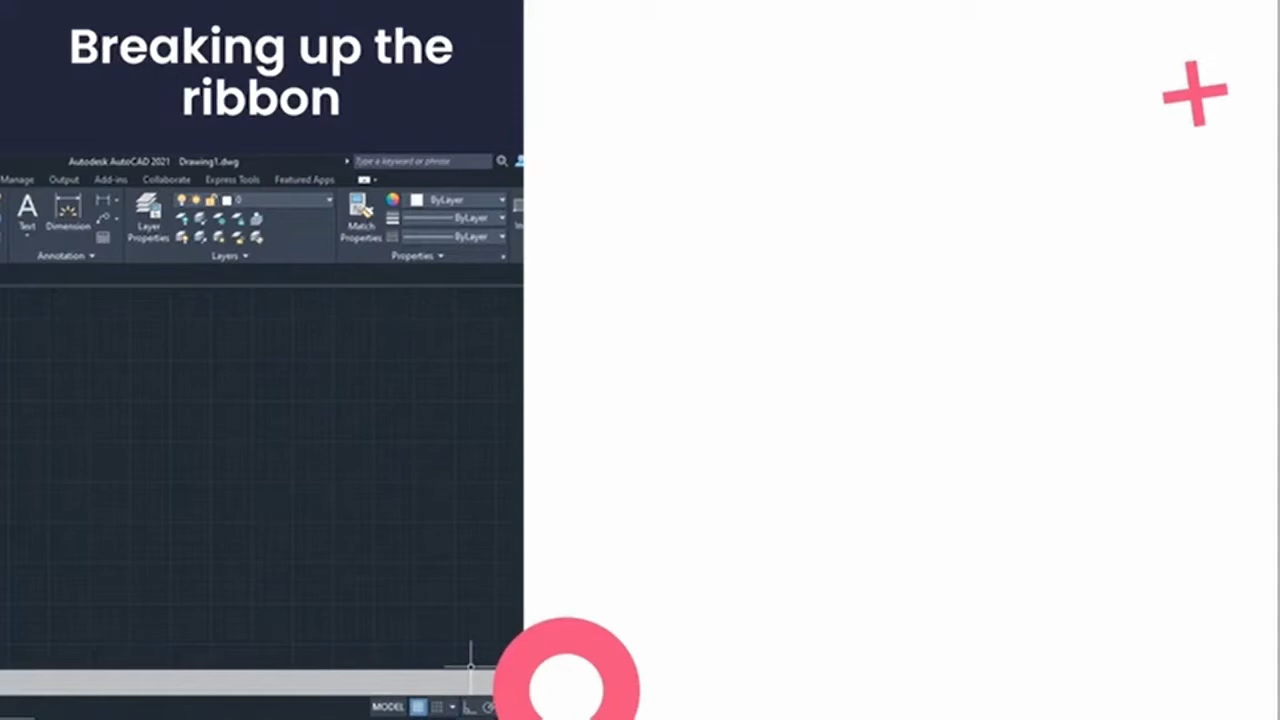 Breaking up the
ribbon
Autodesk AutoCAD 2021 Drawing1.dwg
Type a keyword or phrase
Manage Output Add-ins Collaborate Express Tools Featured Apps
0
ByLayer
Text Dimension
Layer
Properties
Match
Properties
ByLayer
ByLayer
Annotation Layers Properties
MODEL